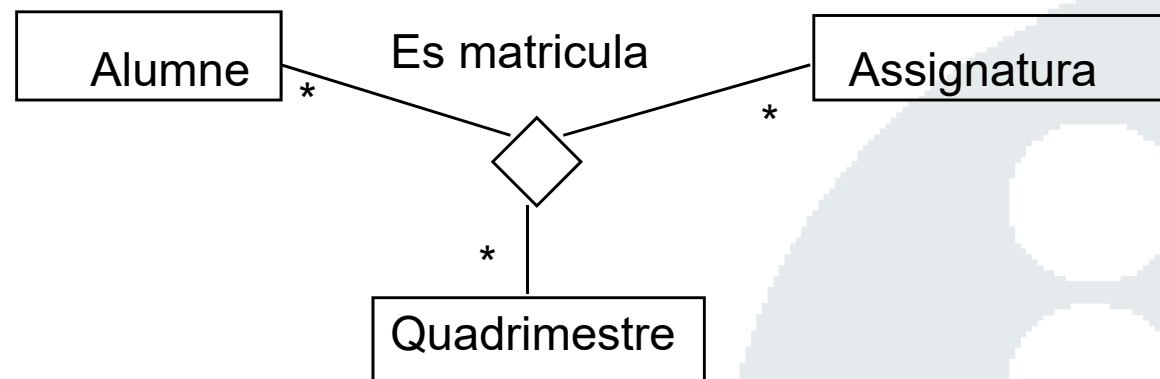 Es matricula
Alumne
Assignatura
*
*
*
Quadrimestre